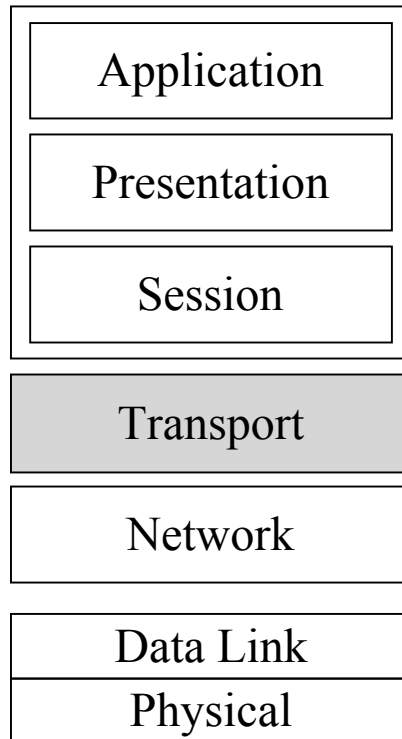 Application
Presentation
Session
Transport
Network
Data Link
Physical